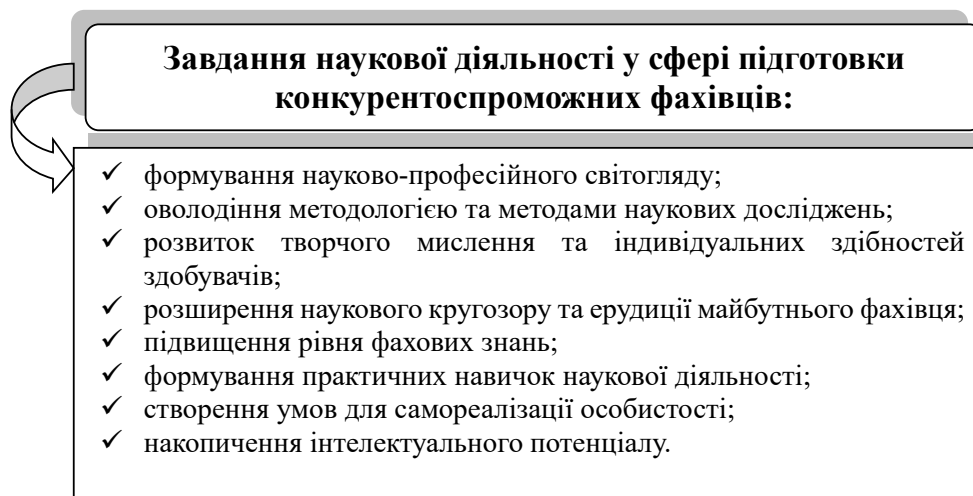 Завдання наукової діяльності у сфері підготовки
конкурентоспроможних фахівців:
✓ формування науково-професійного світогляду;
✓ оволодіння методологією та методами наукових досліджень;
✓ розвиток творчого мислення та індивідуальних здібностей
здобувачів;
✓ розширення наукового кругозору та ерудиції майбутнього фахівця;
✓ підвищення рівня фахових знань;
✓ формування практичних навичок наукової діяльності;
✓ створення умов для самореалізації особистості;
✓ накопичення інтелектуального потенціалу.